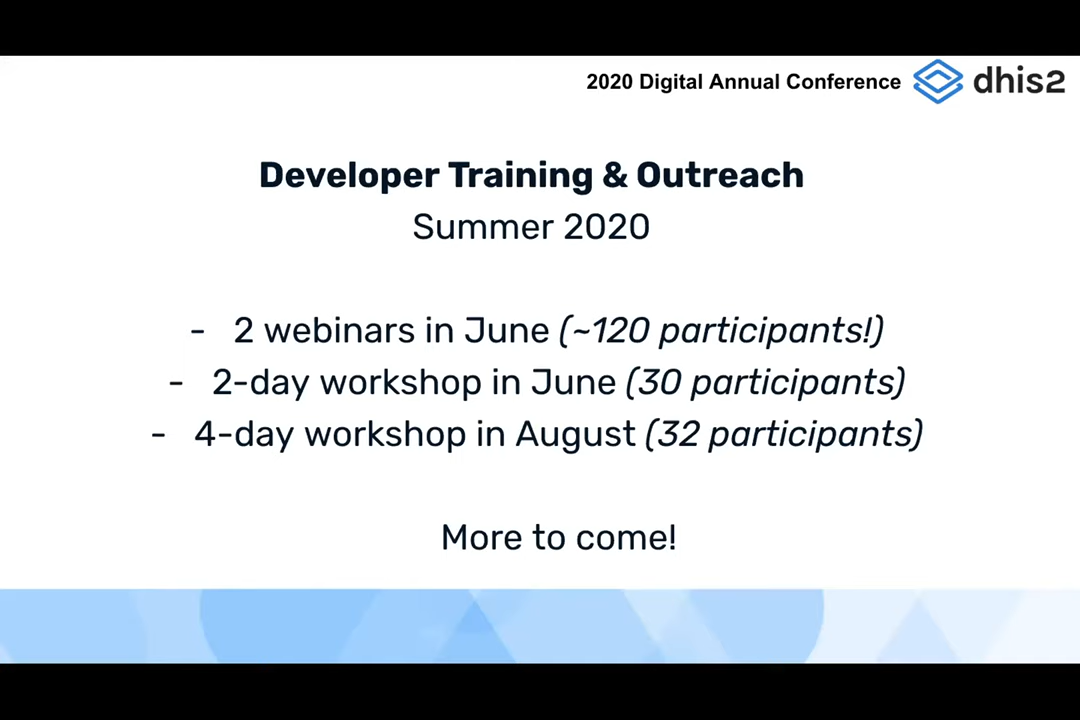 2020 Digital Annual Conference dhis2
Developer Training & Outreach
Summer 2020
- 2 webinars in June (~120 participants!)
- 2-day workshop in June (30 participants)
- 4-day workshop in August (32 participants)
More to come!